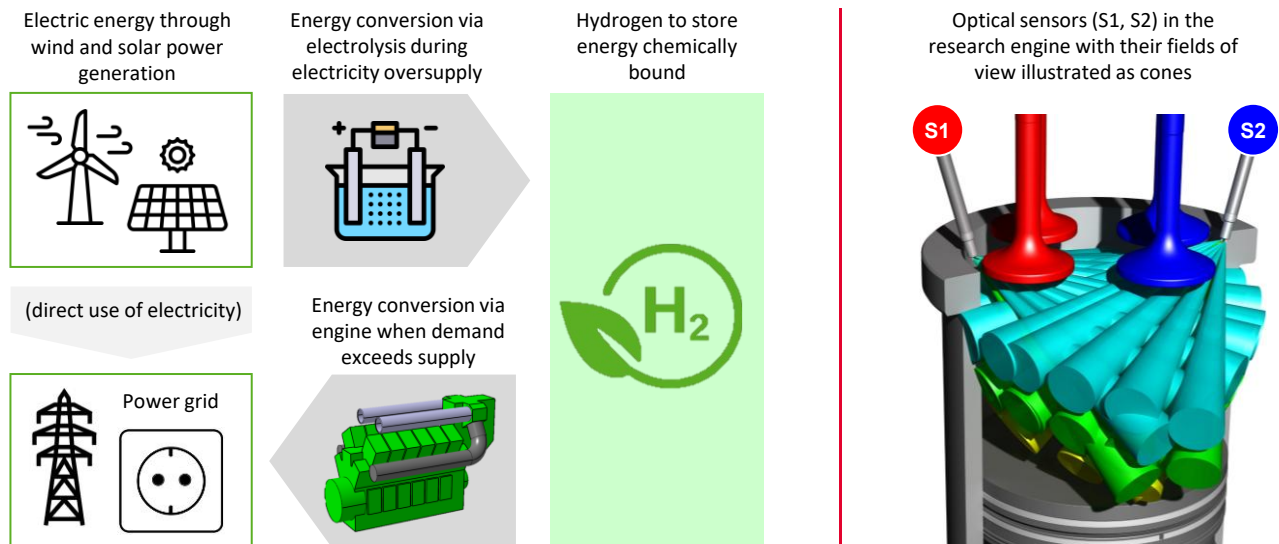 Electric energy through
wind and solar power
generation
Energy conversion via
electrolysis during
electricity oversupply
Hydrogen to store
energy chemically
bound
+ −
H2
(direct use of electricity)
Energy conversion via
engine when demand
exceeds supply
Power grid
Optical sensors (S1, S2) in the
research engine with their fields of
view illustrated as cones
S1
S2